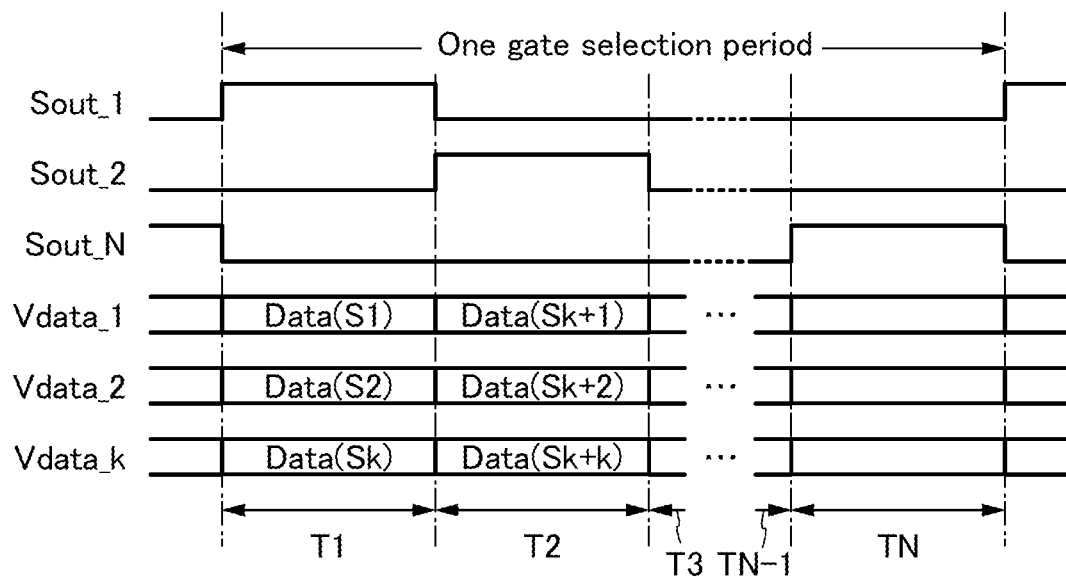 One gate selection period
Sout_1
Sout_2
Sout_N
Vdata_1 Data(S1) Data(Sk+1) ...
Vdata_2 Data(S2) Data(Sk+2) ...
Vdata_k Data(Sk) Data(Sk+k) ...
T1 T2 T3 TN-1 TN